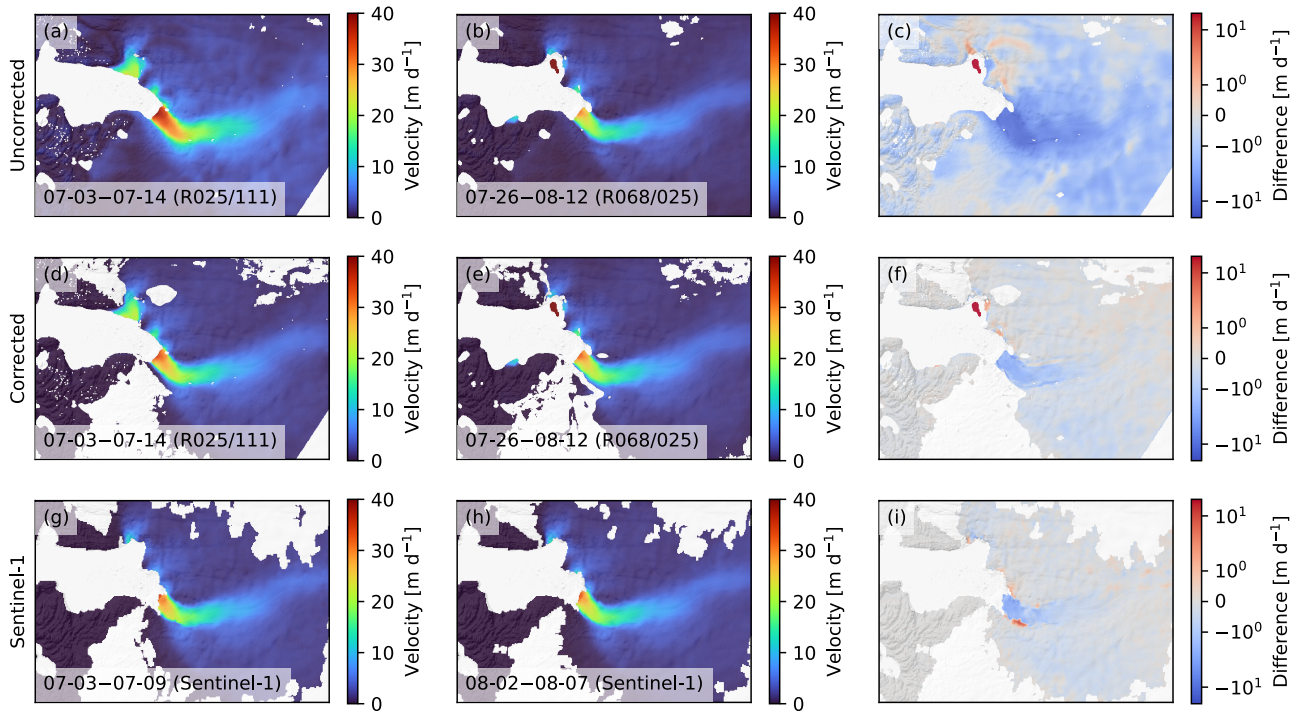 Uncorrected
(a)
07-03−07-14 (R025/111)
40
30
20
10
0
Velocity [m d⁻¹]
(b)
07-26−08-12 (R068/025)
40
30
20
10
0
Velocity [m d⁻¹]
(c)
10¹
10⁰
0
−10⁰
−10¹
Difference [m d⁻¹]
Corrected
(d)
07-03−07-14 (R025/111)
40
30
20
10
0
Velocity [m d⁻¹]
(e)
07-26−08-12 (R068/025)
40
30
20
10
0
Velocity [m d⁻¹]
(f)
10¹
10⁰
0
−10⁰
−10¹
Difference [m d⁻¹]
Sentinel-1
(g)
07-03−07-09 (Sentinel-1)
40
30
20
10
0
Velocity [m d⁻¹]
(h)
08-02−08-07 (Sentinel-1)
40
30
20
10
0
Velocity [m d⁻¹]
(i)
10¹
10⁰
0
−10⁰
−10¹
Difference [m d⁻¹]